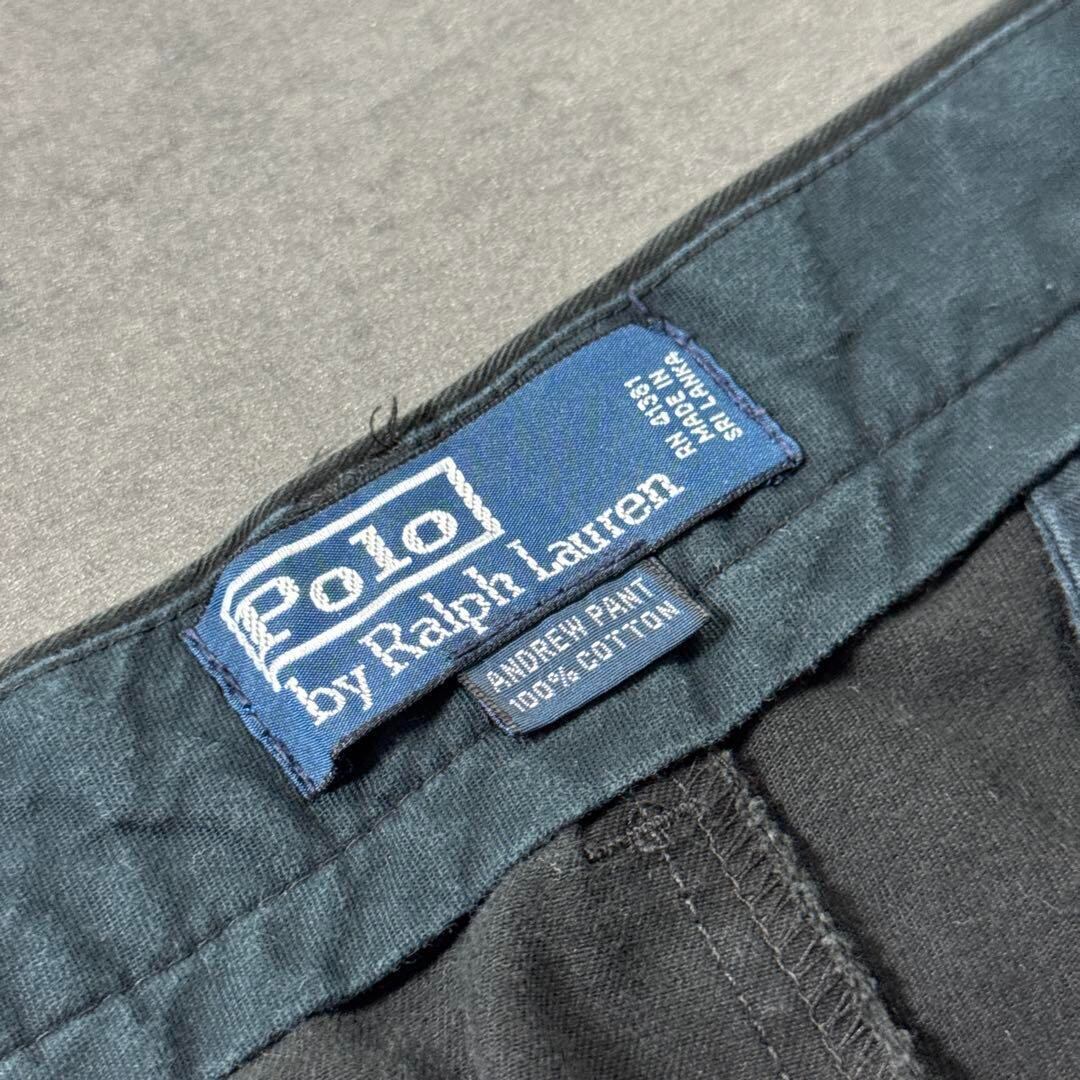 Polo
by Ralph Lauren
RN 41381
MADE IN
SRI LANKA
ANDREW PANT
100% COTTON